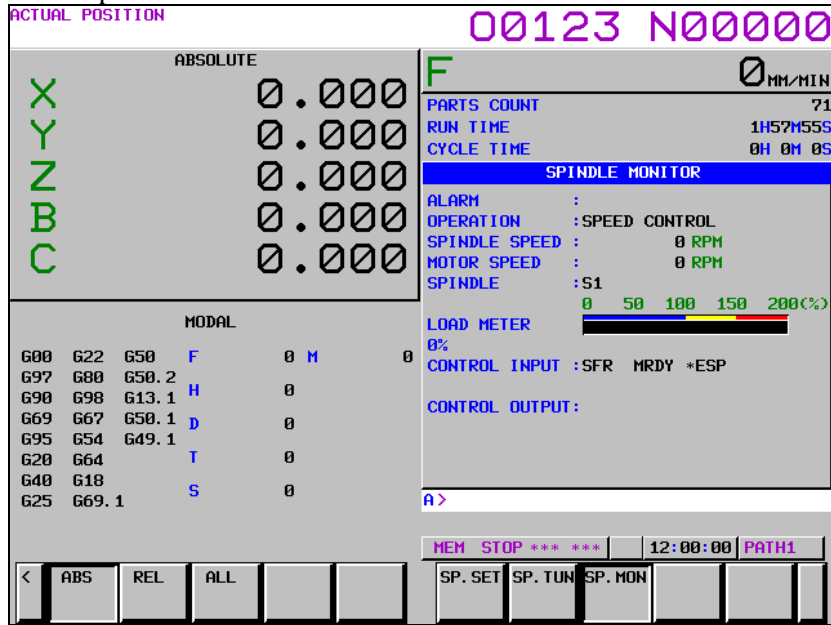 ACTUAL POSITION
O0123 N00000
ABSOLUTE
X 0.000
Y 0.000
Z 0.000
B 0.000
C 0.000
F 0 MM/MIN
PARTS COUNT 71
RUN TIME 1H57M55S
CYCLE TIME 0H 0M 0S
SPINDLE MONITOR
ALARM :
OPERATION :SPEED CONTROL
SPINDLE SPEED : 0 RPM
MOTOR SPEED : 0 RPM
SPINDLE :S1
0 50 100 150 200(%)
LOAD METER
0%
CONTROL INPUT :SFR MRDY *ESP
CONTROL OUTPUT:
MODAL
G00 G22 G50 F 0 M 0
G97 G80 G50.2
G90 G98 G13.1 H 0
G69 G67 G50.1 D 0
G95 G54 G49.1
G20 G64 T 0
G40 G18
G25 G69.1 S 0
A>
MEM STOP *** *** 12:00:00 PATH1
< ABS REL ALL SP.SET SP.TUN SP.MON